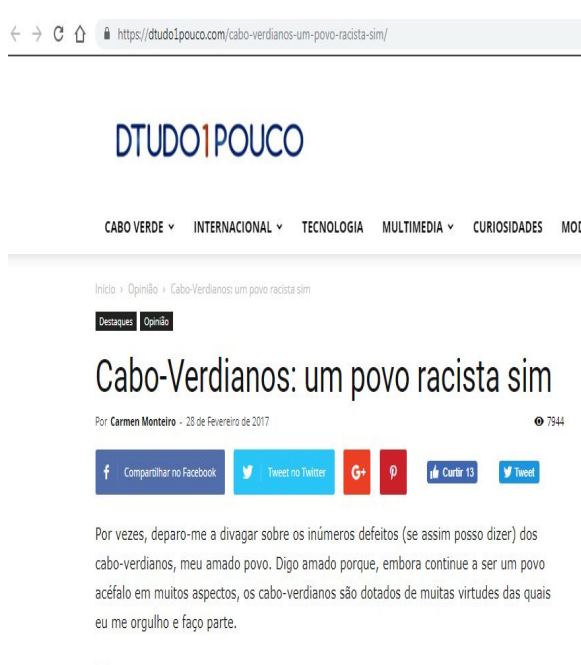 https://dtudo1pouco.com/cabo-verdianos-um-povo-racista-sim/
DTUDO1POUCO
CABO VERDE INTERNACIONAL TECNOLOGIA MULTIMEDIA CURIOSIDADES
Início › Opinião › Cabo-Verdianos: um povo racista sim
Destaques Opinião
Cabo-Verdianos: um povo racista sim
Por Carmen Monteiro - 28 de Fevereiro de 2017 7944
Compartilhar no Facebook Tweet no Twitter G+ Curtir 13 Tweet
Por vezes, deparo-me a divagar sobre os inúmeros defeitos (se assim posso dizer) dos
cabo-verdianos, meu amado povo. Digo amado porque, embora continue a ser um povo
acéfalo em muitos aspectos, os cabo-verdianos são dotados de muitas virtudes das quais
eu me orgulho e faço parte.